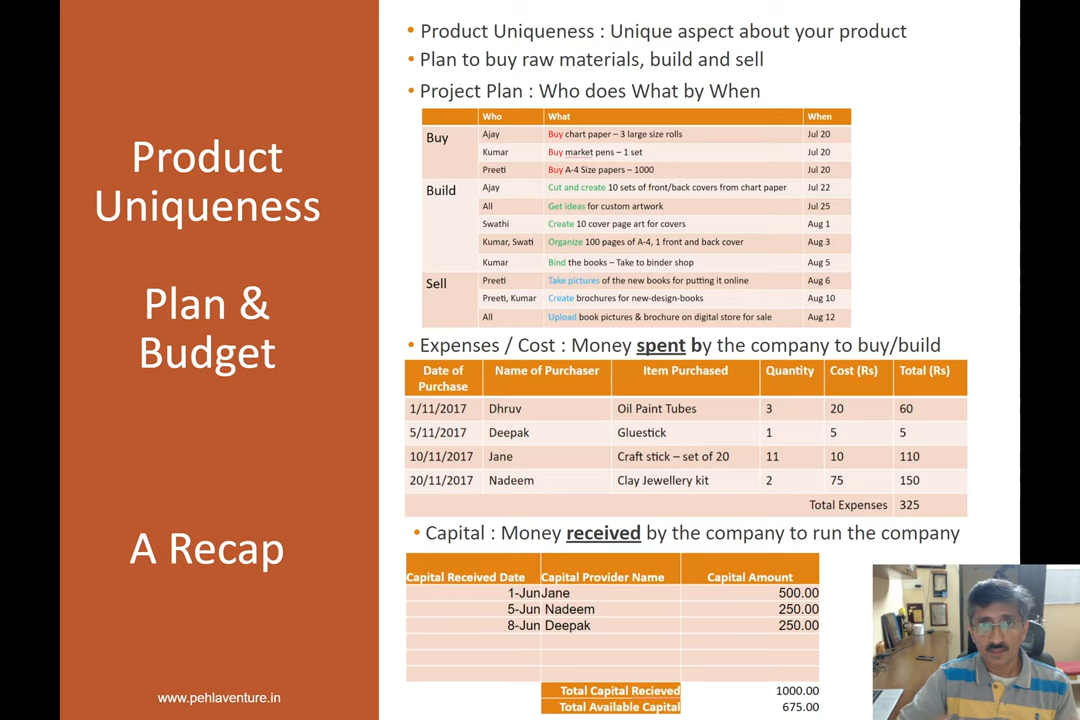 Product
Uniqueness
Plan &
Budget
A Recap
www.pehlaventure.in
• Product Uniqueness : Unique aspect about your product
• Plan to buy raw materials, build and sell
• Project Plan : Who does What by When
Who What When
Buy Ajay Buy chart paper – 3 large size rolls Jul 20
Kumar Buy market pens – 1 set Jul 20
Preeti Buy A-4 Size papers – 1000 Jul 20
Build Ajay Cut and create 10 sets of front/back covers from chart paper Jul 22
All Get ideas for custom artwork Jul 25
Swathi Create 10 cover page art for covers Aug 1
Kumar, Swati Organize 100 pages of A-4, 1 front and back cover Aug 3
Kumar Bind the books – Take to binder shop Aug 5
Sell Preeti Take pictures of the new books for putting it online Aug 6
Preeti, Kumar Create brochures for new-design-books Aug 10
All Upload book pictures & brochure on digital store for sale Aug 12
• Expenses / Cost : Money spent by the company to buy/build
Date of Purchase Name of Purchaser Item Purchased Quantity Cost (Rs) Total (Rs)
1/11/2017 Dhruv Oil Paint Tubes 3 20 60
5/11/2017 Deepak Gluestick 1 5 5
10/11/2017 Jane Craft stick – set of 20 11 10 110
20/11/2017 Nadeem Clay Jewellery kit 2 75 150
Total Expenses 325
• Capital : Money received by the company to run the company
Capital Received Date Capital Provider Name Capital Amount
1-Jun Jane 500.00
5-Jun Nadeem 250.00
8-Jun Deepak 250.00
Total Capital Recieved 1000.00
Total Available Capital 675.00